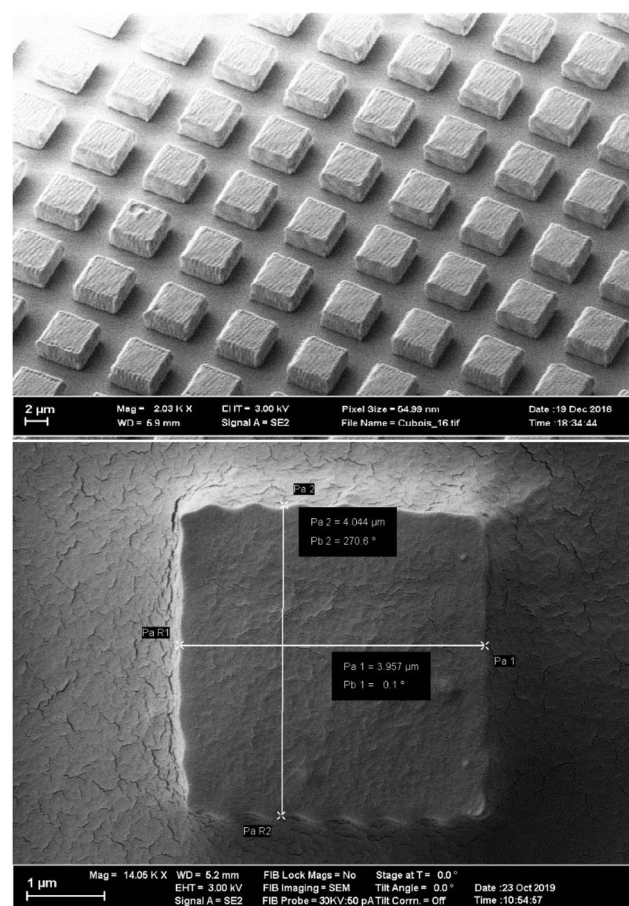 2 µm
Mag = 2.03 K X EHT = 3.00 kV Pixel Size = 54.99 nm Date :19 Dec 2018
WD = 5.9 mm Signal A = SE2 File Name = Cubois_16.tif Time :18:34:44
Pa 2
Pa 2 = 4.044 µm
Pb 2 = 270.6 °
Pa R1
Pa 1
Pa 1 = 3.957 µm
Pb 1 = 0.1 °
Pa R2
1 µm
Mag = 14.05 K X WD = 5.2 mm FIB Lock Mags = No Stage at T = 0.0 °
EHT = 3.00 kV FIB Imaging = SEM Tilt Angle = 0.0 ° Date :23 Oct 2019
FIB Probe = 30KV:50 pA Tilt Corrn. = Off Time :10:54:57